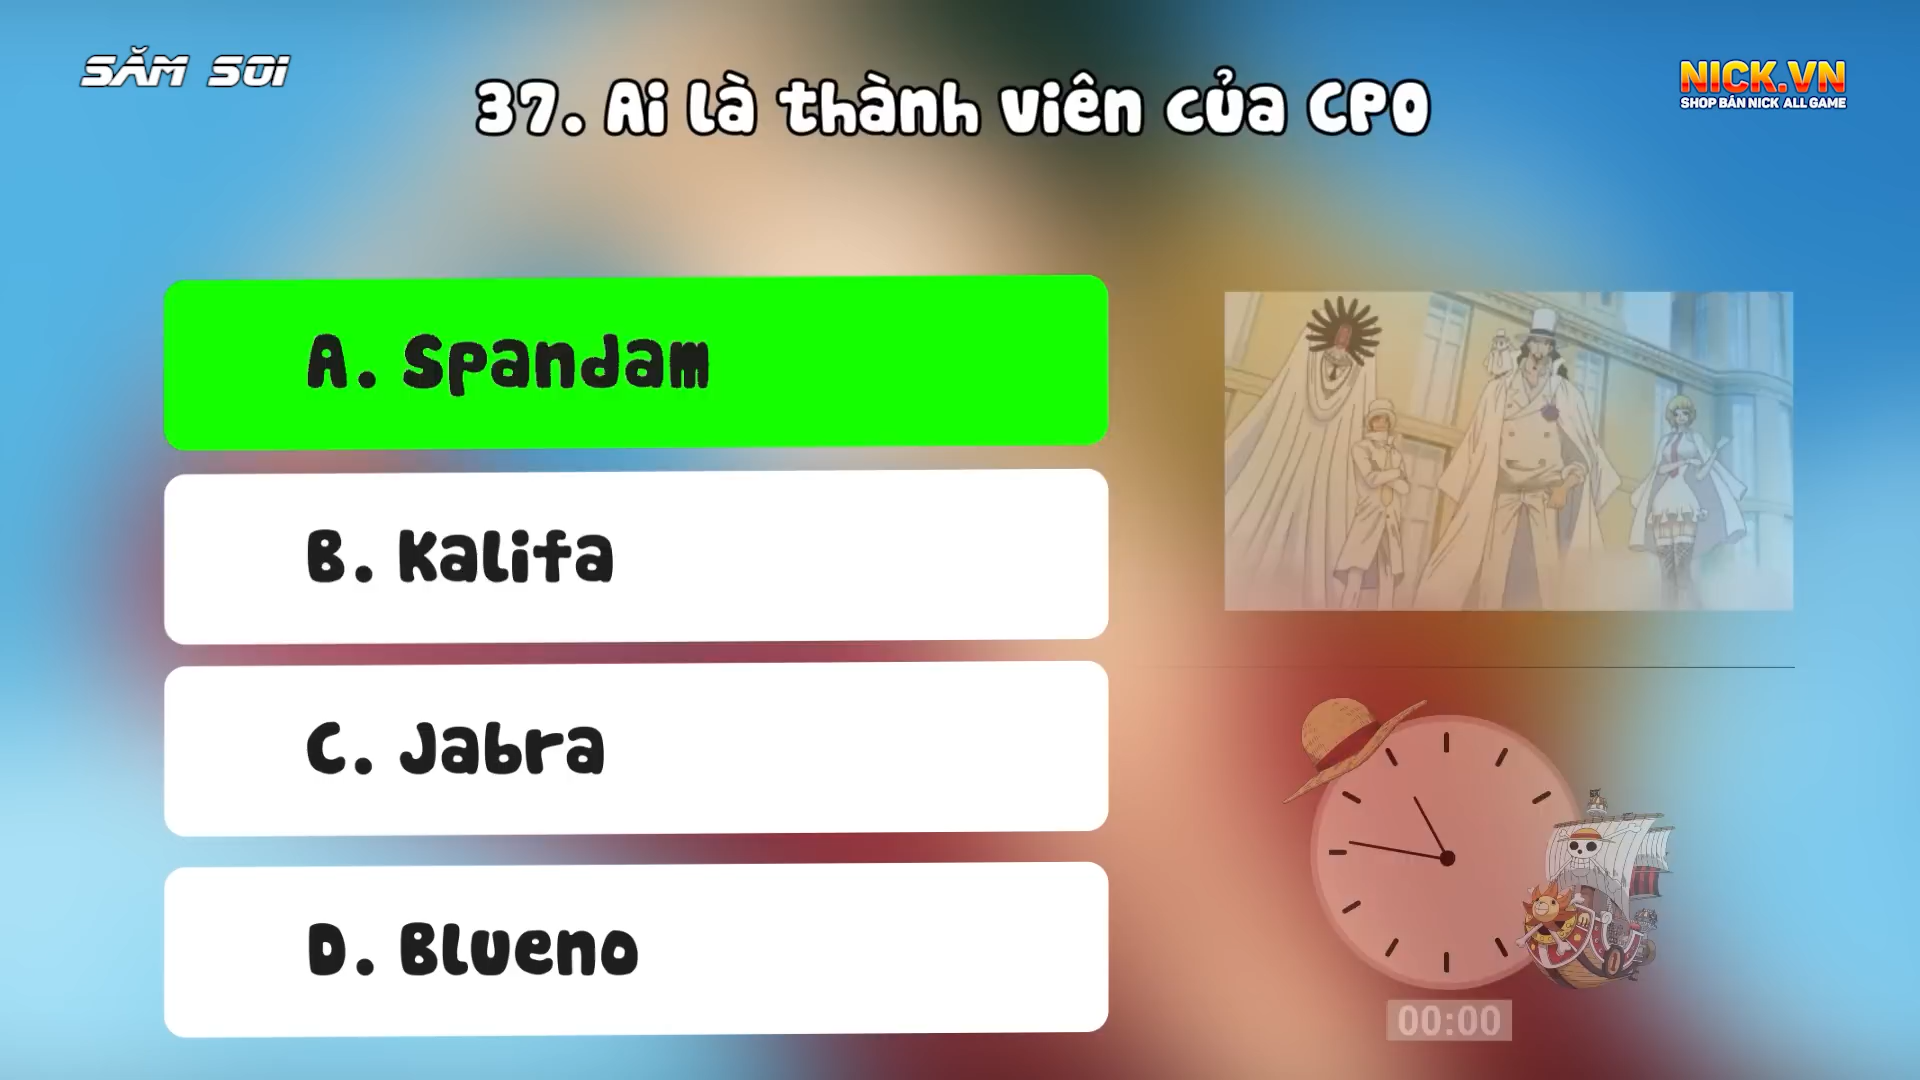 SĂM SOI
NICK.VN
SHOP BÁN NICK ALL GAME
37. Ai là thành viên của CP0
A. Spandam
B. Kalifa
C. Jabra
D. Blueno
00:00